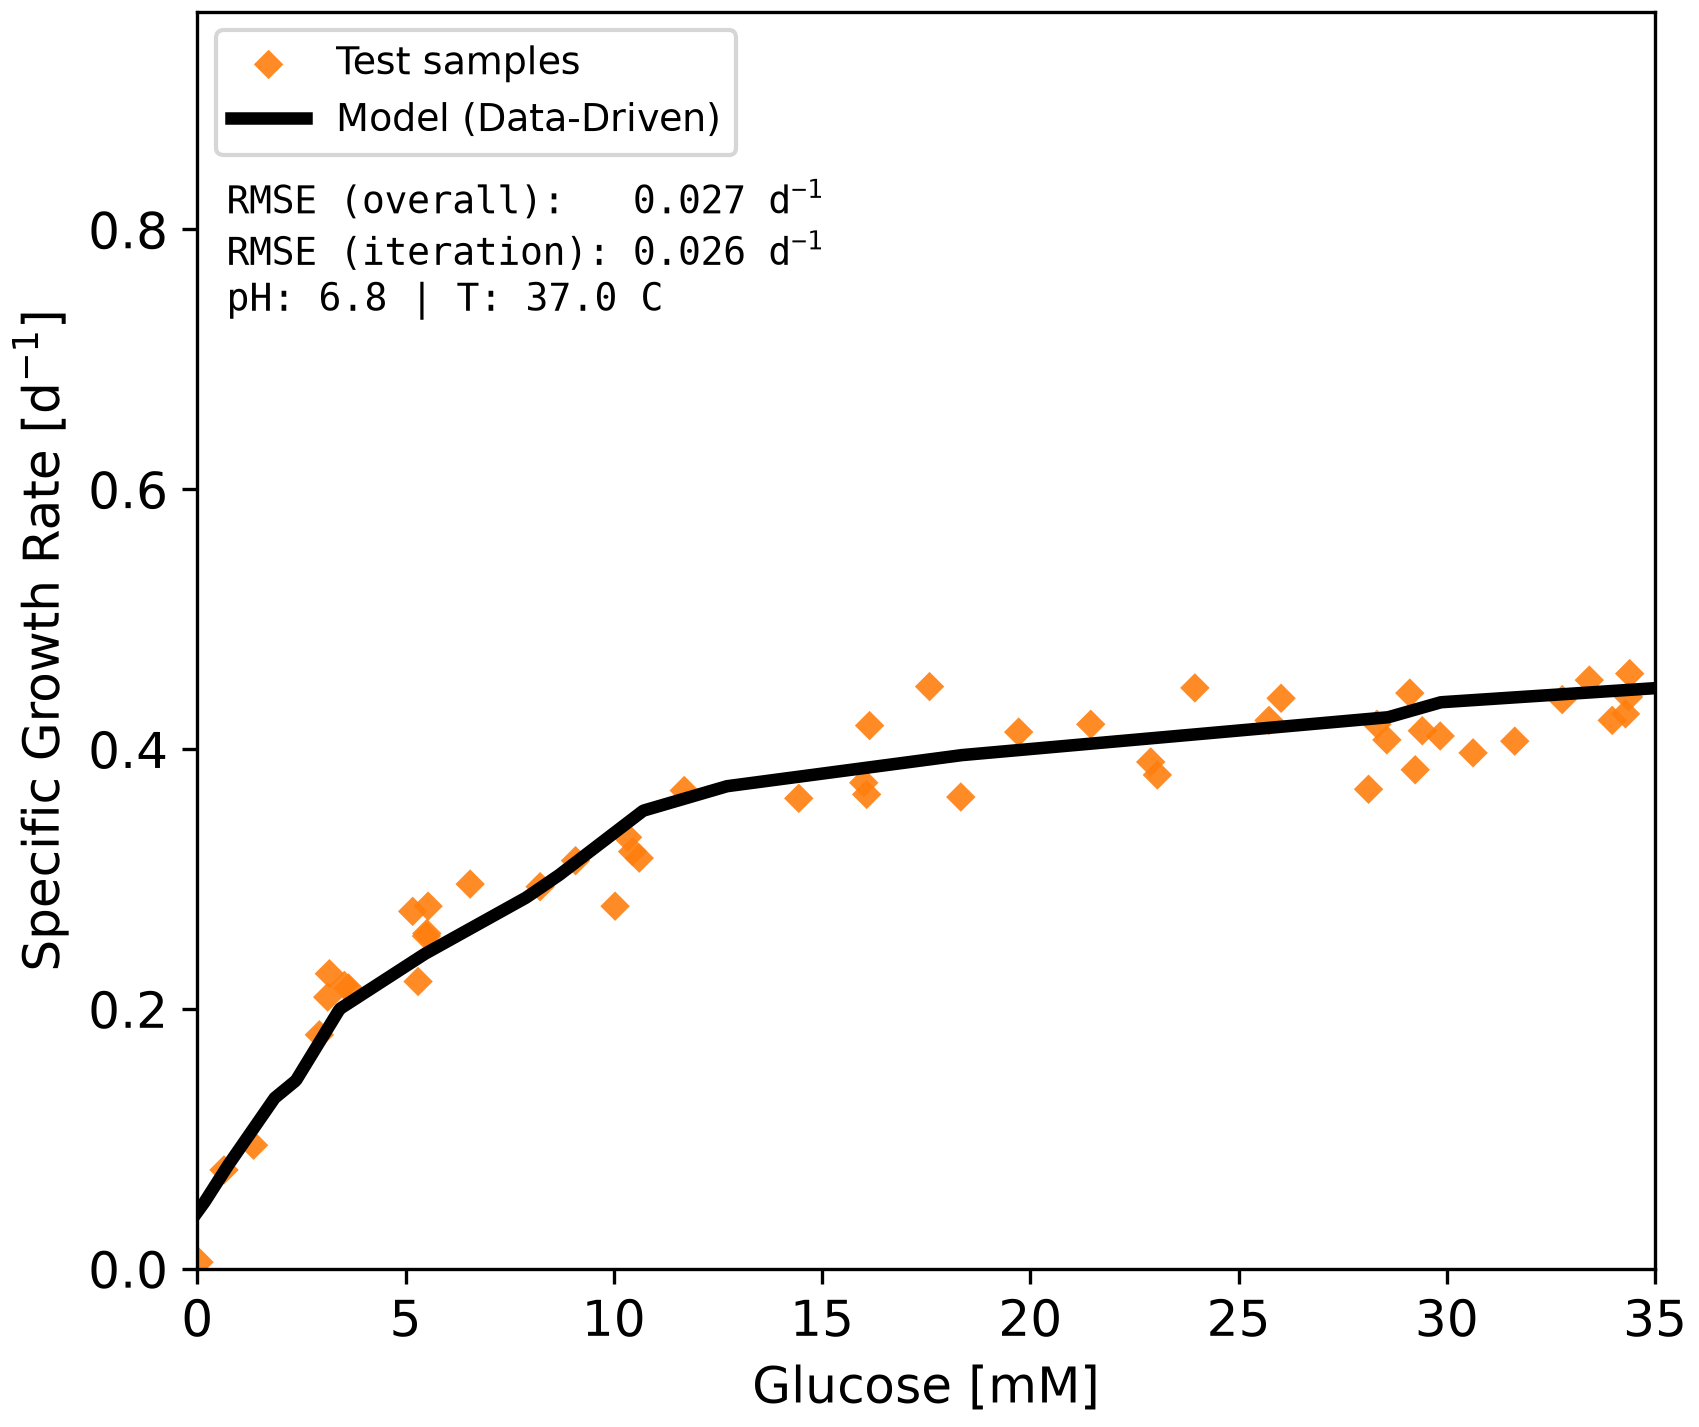 Test samples
Model (Data-Driven)
RMSE (overall): 0.027 d⁻¹
RMSE (iteration): 0.026 d⁻¹
pH: 6.8 | T: 37.0 C
Specific Growth Rate [d⁻¹]
0.8
0.6
0.4
0.2
0.0
0 5 10 15 20 25 30 35
Glucose [mM]